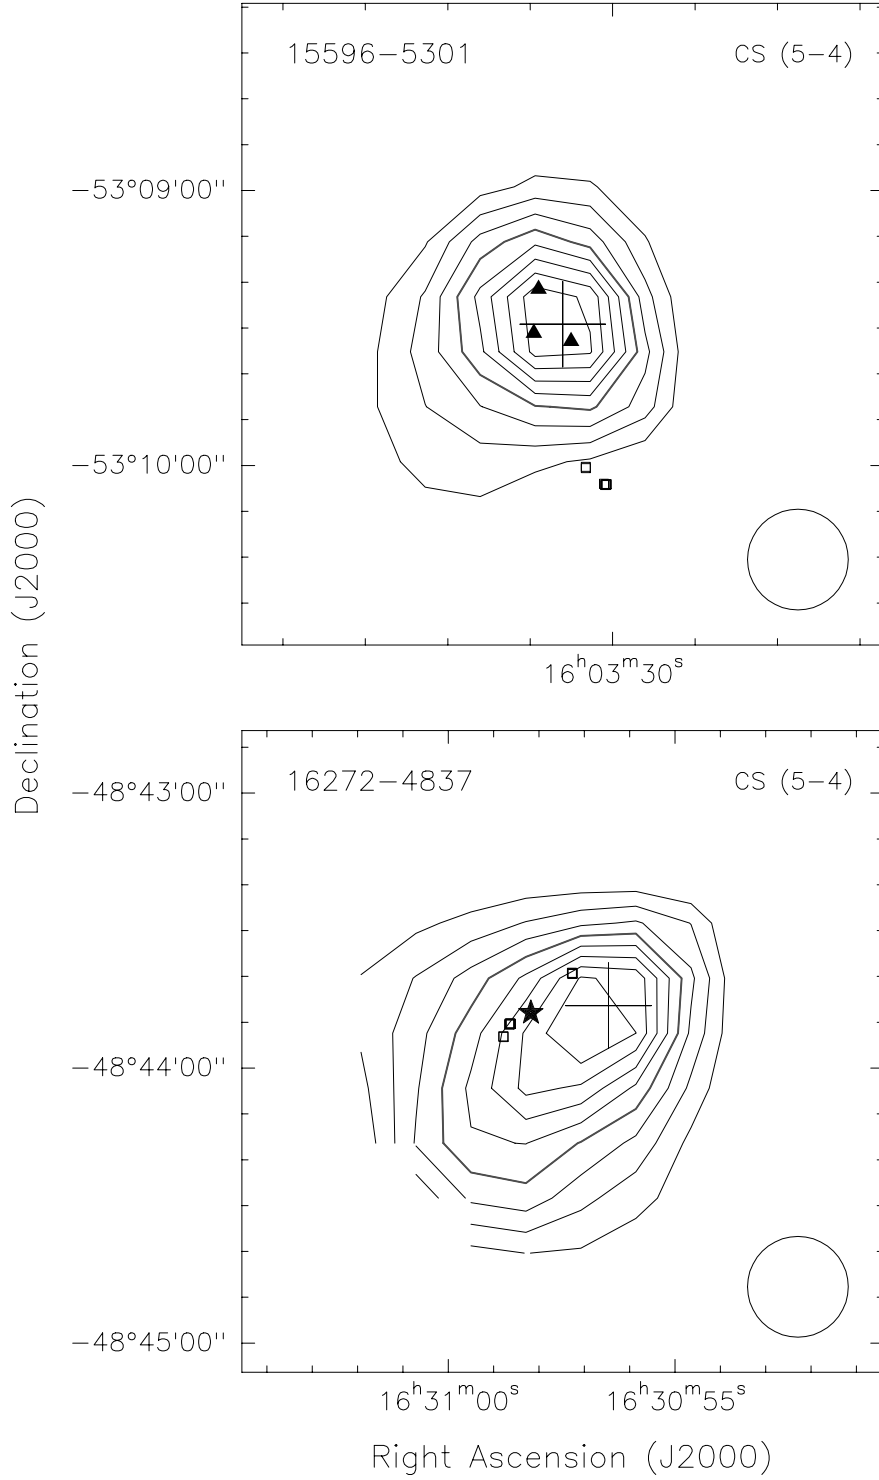 15596-5301 CS (5-4)
-53°09'00"
-53°10'00"
16h03m30s
Declination (J2000)
16272-4837 CS (5-4)
-48°43'00"
-48°44'00"
-48°45'00"
16h31m00s 16h30m55s
Right Ascension (J2000)